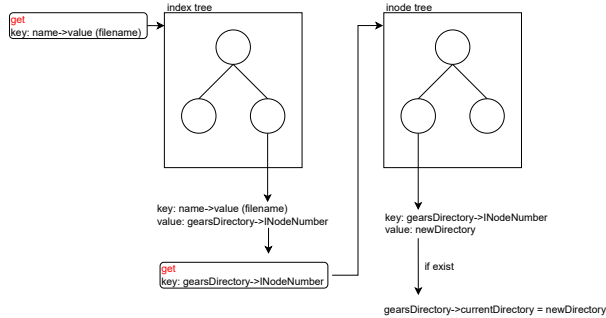 index tree
inode tree
get
key: name->value (filename)
key: name->value (filename)
value: gearsDirectory->INodeNumber
get
key: gearsDirectory->INodeNumber
key: gearsDirectory->INodeNumber
value: newDirectory
if exist
gearsDirectory->currentDirectory = newDirectory